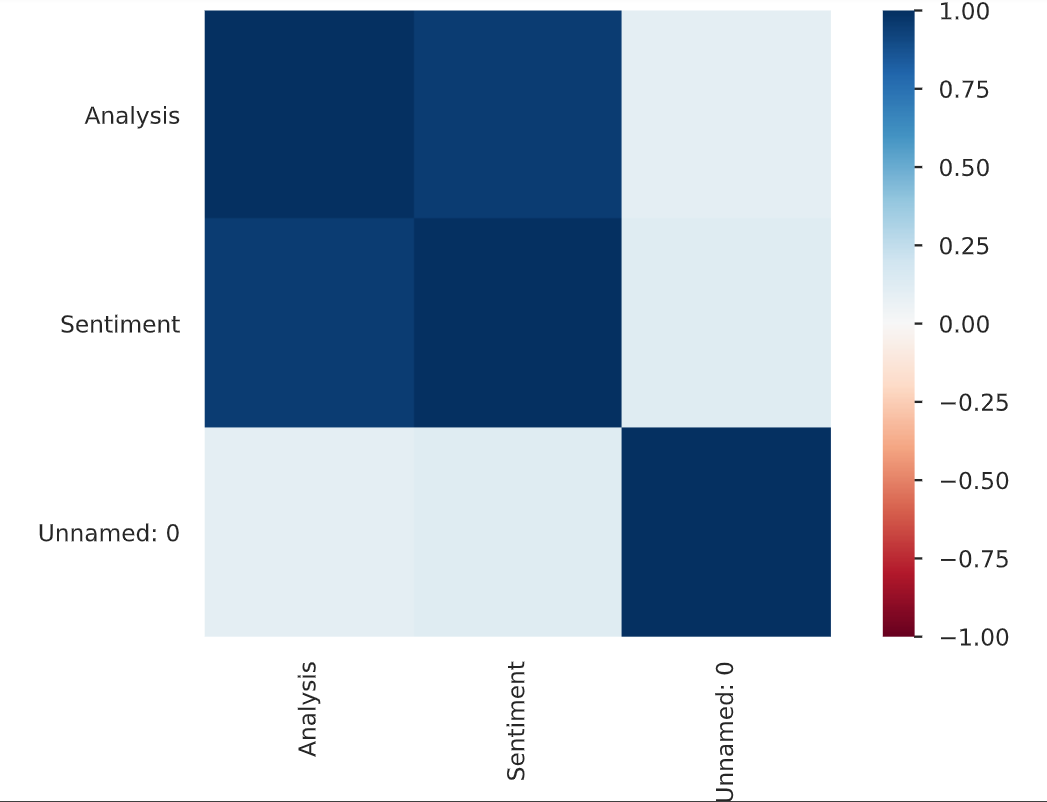 Analysis
Sentiment
Unnamed: 0
Analysis
Sentiment
Unnamed: 0
1.00
0.75
0.50
0.25
0.00
−0.25
−0.50
−0.75
−1.00